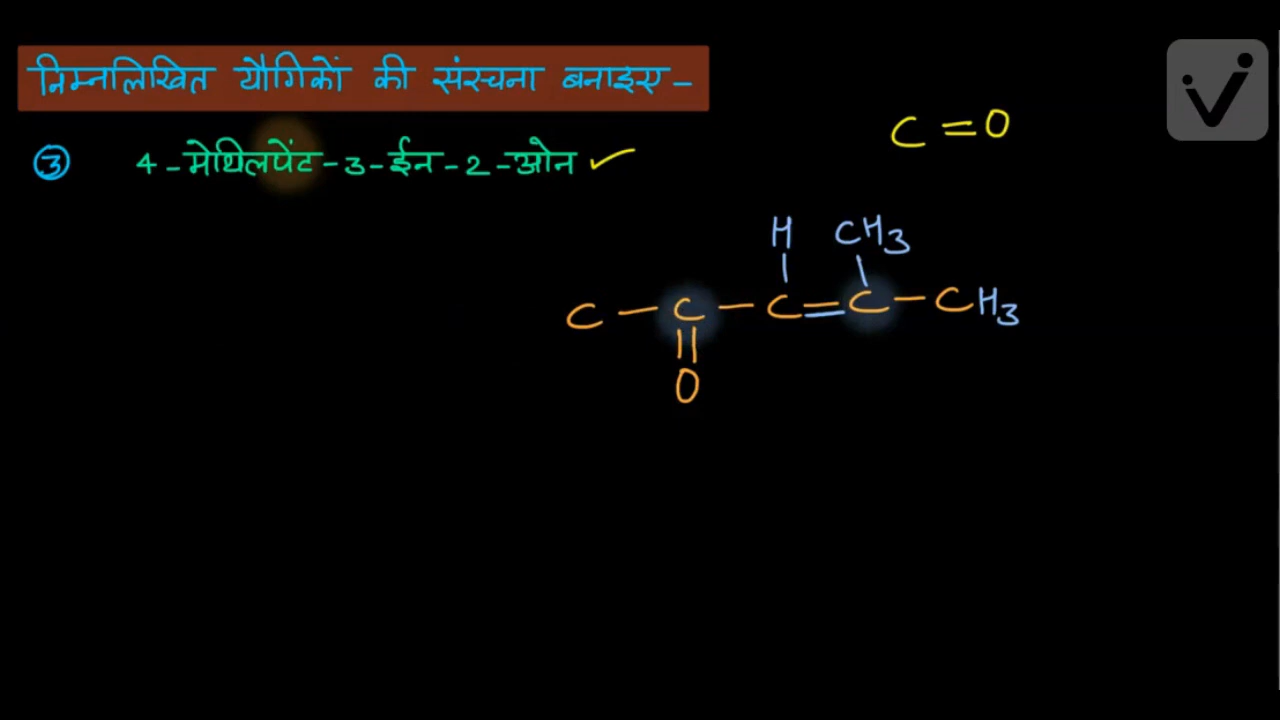 निम्नलिखित यौगिकों की संरचना बनाइए -
③ 4-मेथिलपेंट-3-ईन-2-ओन ✓
C=O
H CH3
C - C - C = C - CH3
O